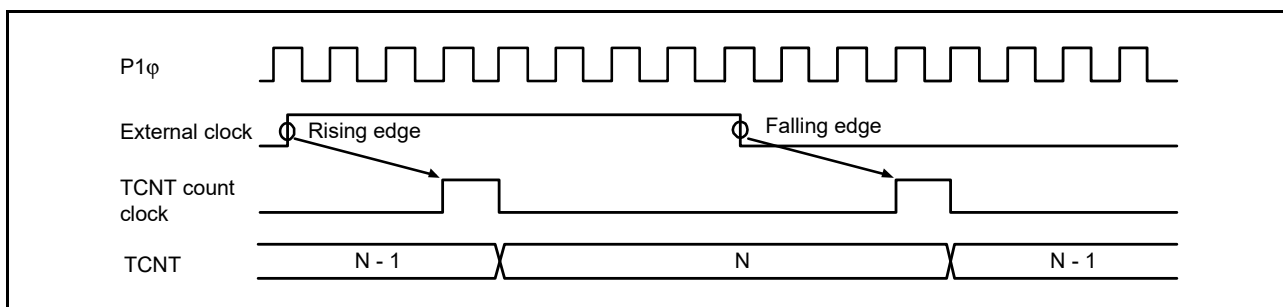 P1φ
External clock
Rising edge
Falling edge
TCNT count
clock
TCNT
N - 1
N
N - 1